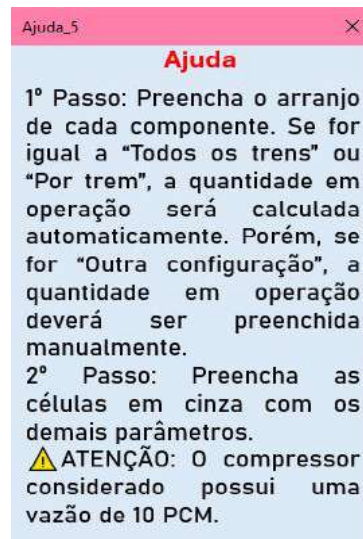 Ajuda_5
Ajuda
1º Passo: Preencha o arranjo
de cada componente. Se for
igual a “Todos os trens” ou
“Por trem”, a quantidade em
operação será calculada
automaticamente. Porém, se
for “Outra configuração”, a
quantidade em operação
deverá ser preenchida
manualmente.
2º Passo: Preencha as
células em cinza com os
demais parâmetros.
⚠ATENÇÃO: O compressor
considerado possui uma
vazão de 10 PCM.